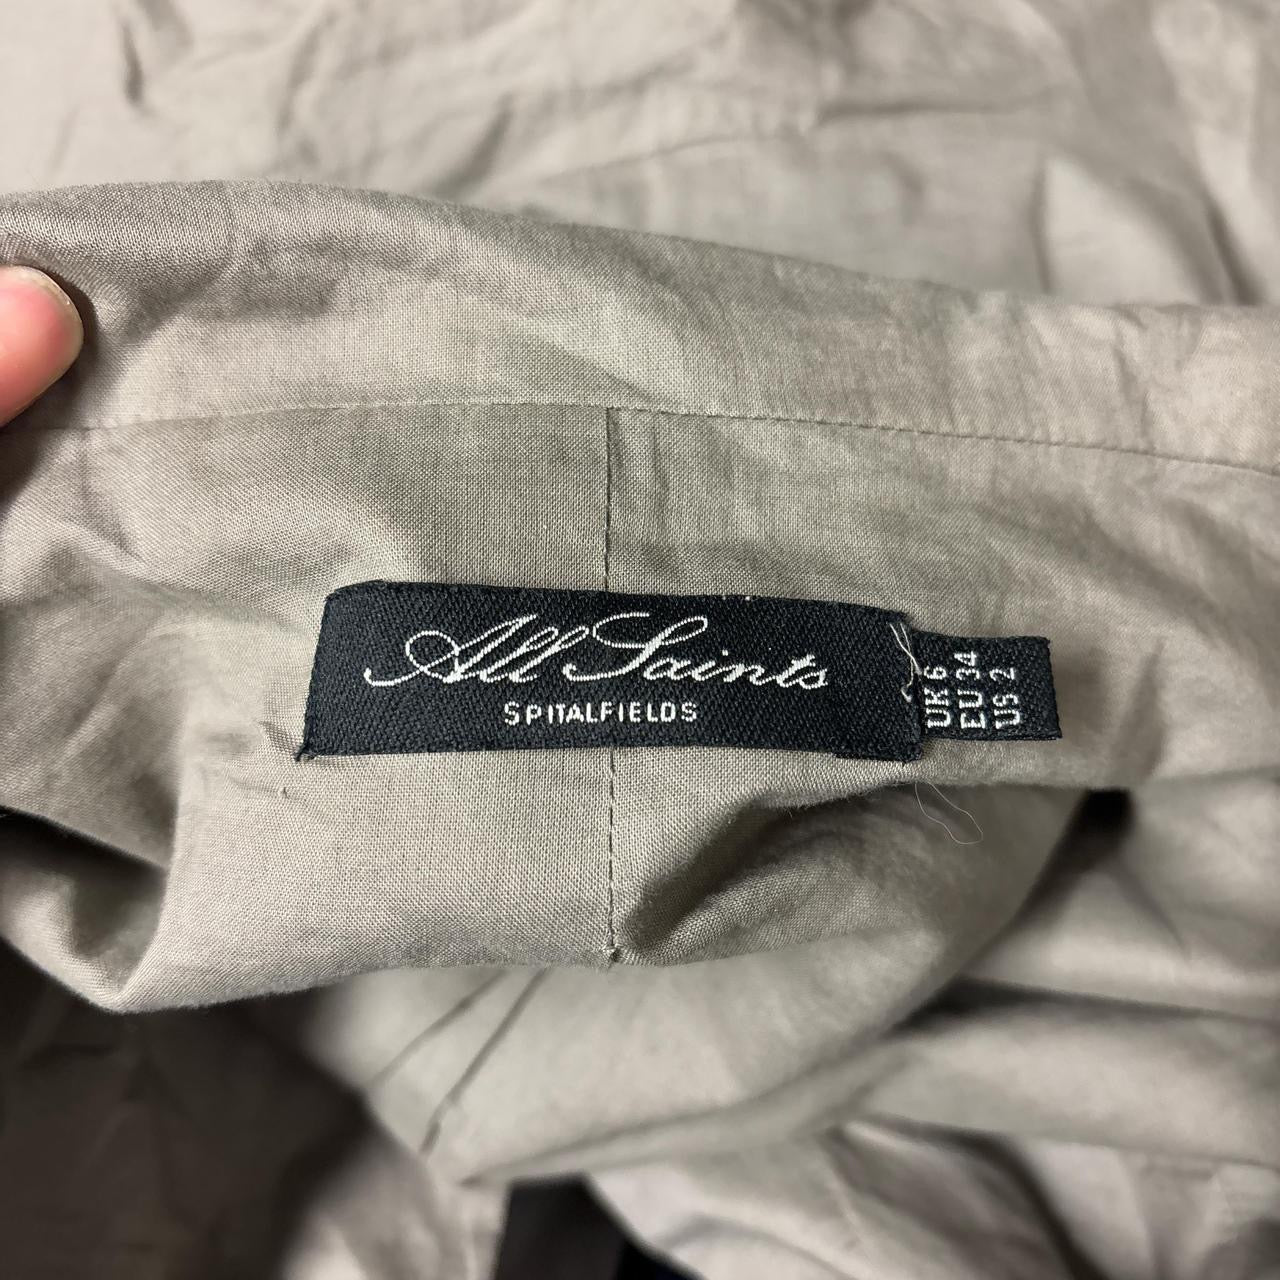 All Saints
SPITALFIELDS
UK 6
EU 34
US 2